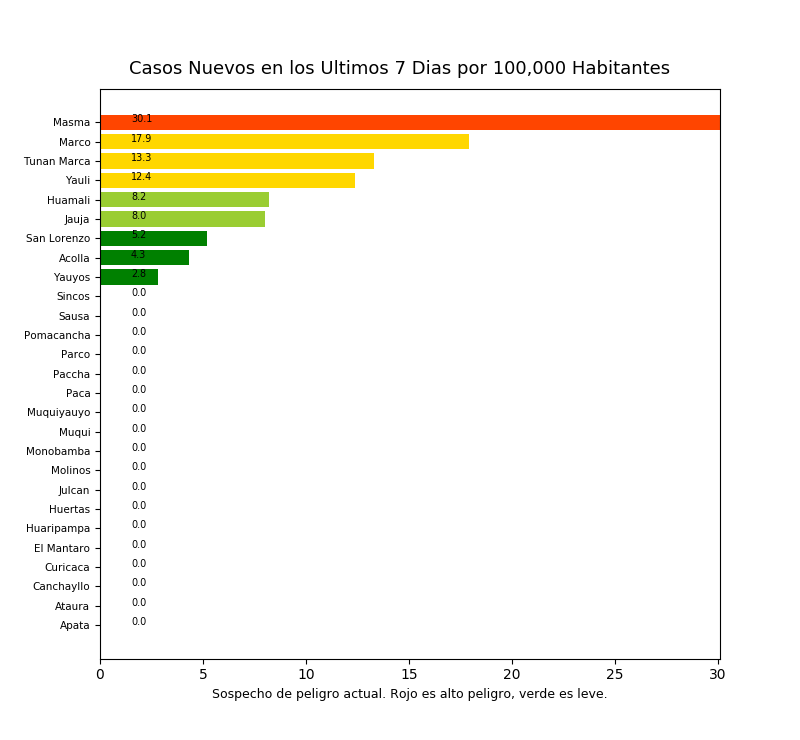 Casos Nuevos en los Ultimos 7 Dias por 100,000 Habitantes
Masma 30.1
Marco 17.9
Tunan Marca 13.3
Yauli 12.4
Huamali 8.2
Jauja 8.0
San Lorenzo 5.2
Acolla 4.3
Yauyos 2.8
Sincos 0.0
Sausa 0.0
Pomacancha 0.0
Parco 0.0
Paccha 0.0
Paca 0.0
Muquiyauyo 0.0
Muqui 0.0
Monobamba 0.0
Molinos 0.0
Julcan 0.0
Huertas 0.0
Huaripampa 0.0
El Mantaro 0.0
Curicaca 0.0
Canchayllo 0.0
Ataura 0.0
Apata 0.0
0 5 10 15 20 25 30
Sospecho de peligro actual. Rojo es alto peligro, verde es leve.